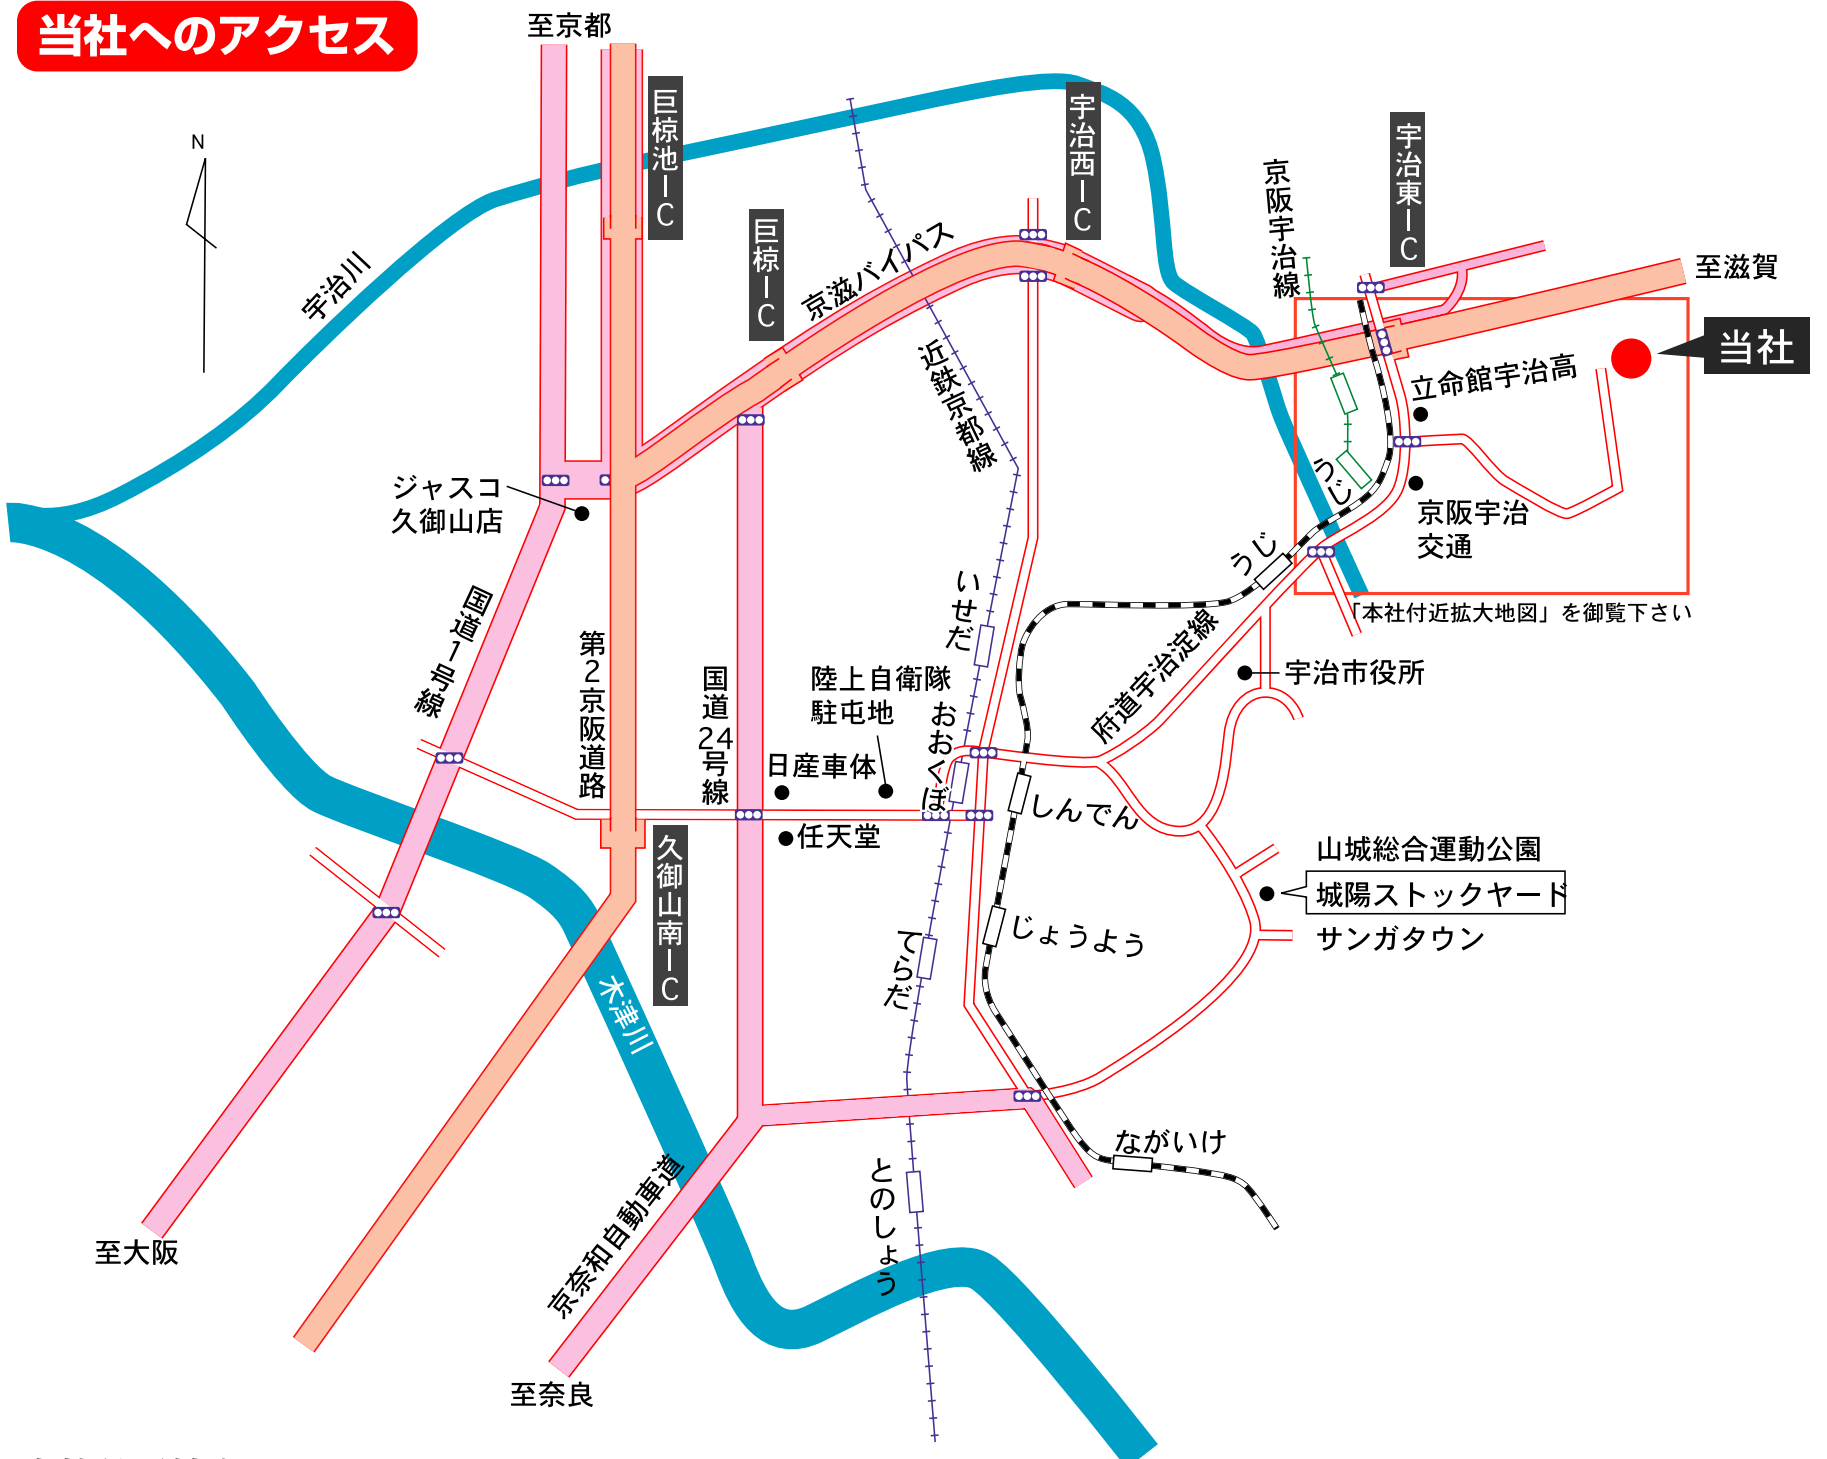 当社へのアクセス
至京都
N
巨椋池IC
宇治西IC
宇治東IC
京阪宇治線
巨椋IC
京滋バイパス
宇治川
至滋賀
当社
近鉄京都線
立命館宇治高
うじ
ジャスコ
久御山店
京阪宇治
交通
うじ
「本社付近拡大地図」を御覧下さい
いせだ
国道1号線
第2京阪道路
国道24号線
陸上自衛隊
駐屯地
府道宇治淀線
宇治市役所
おおくぼ
日産車体
しんでん
任天堂
久御山南IC
山城総合運動公園
城陽ストックヤード
サンガタウン
じょうよう
てらだ
木津川
ながいけ
とのしょう
京奈和自動車道
至大阪
至奈良